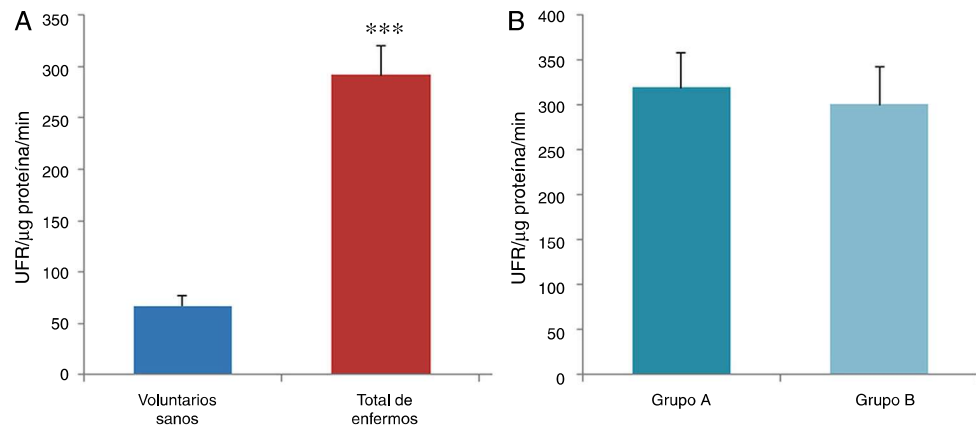 A
***
350
300
250
200
150
100
50
0
UFR/µg proteína/min
Voluntarios
sanos
Total de
enfermos
B
400
350
300
250
200
150
100
50
0
UFR/µg proteína/min
Grupo A
Grupo B